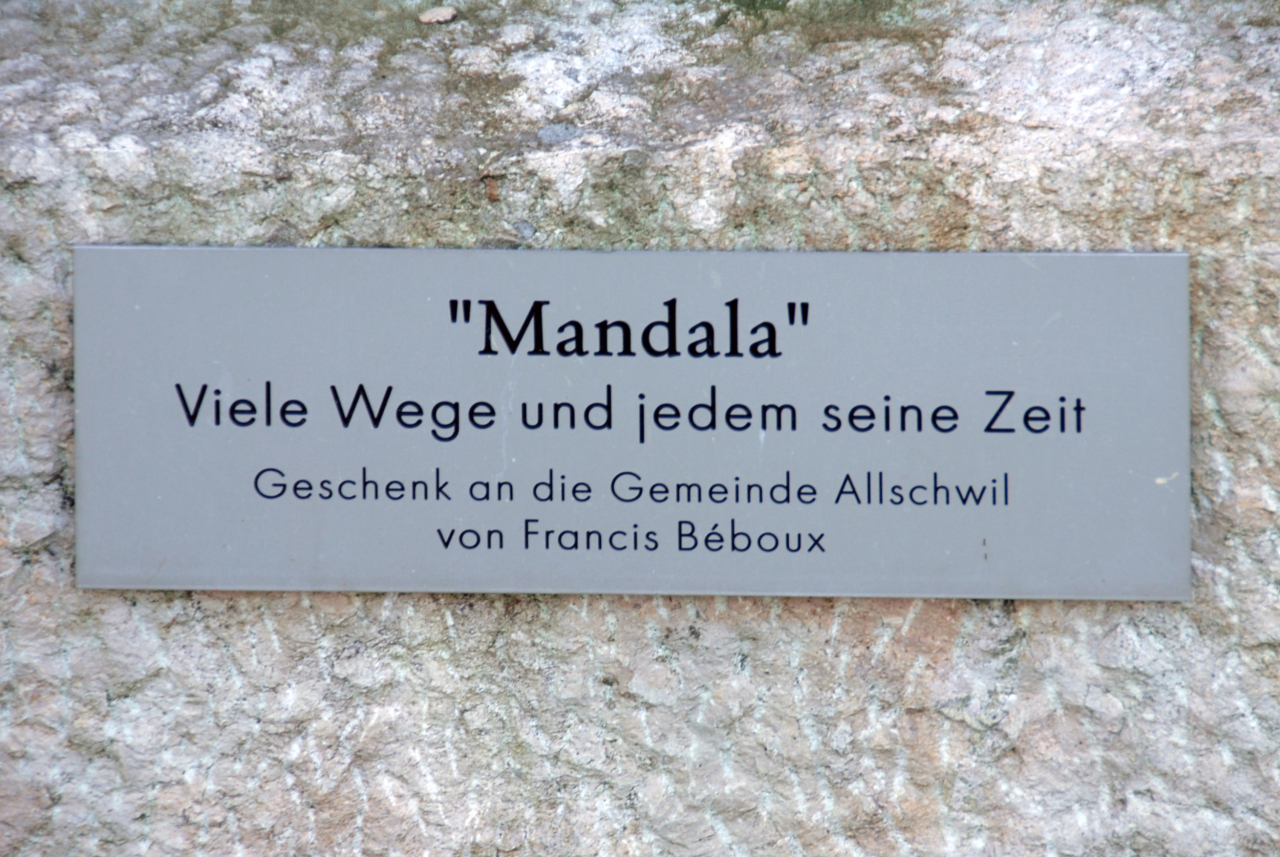 "Mandala"
Viele Wege und jedem seine Zeit
Geschenk an die Gemeinde Allschwil
von Francis Béboux